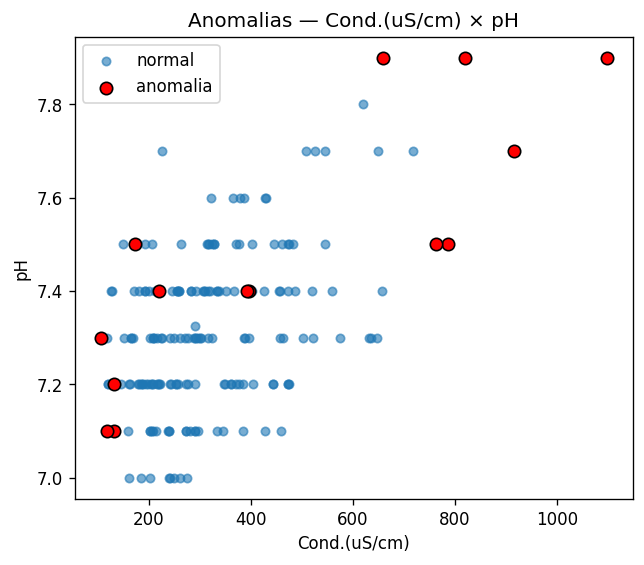 Anomalias — Cond.(uS/cm) × pH
normal
anomalia
7.8
7.6
7.4
7.2
7.0
pH
200 400 600 800 1000
Cond.(uS/cm)